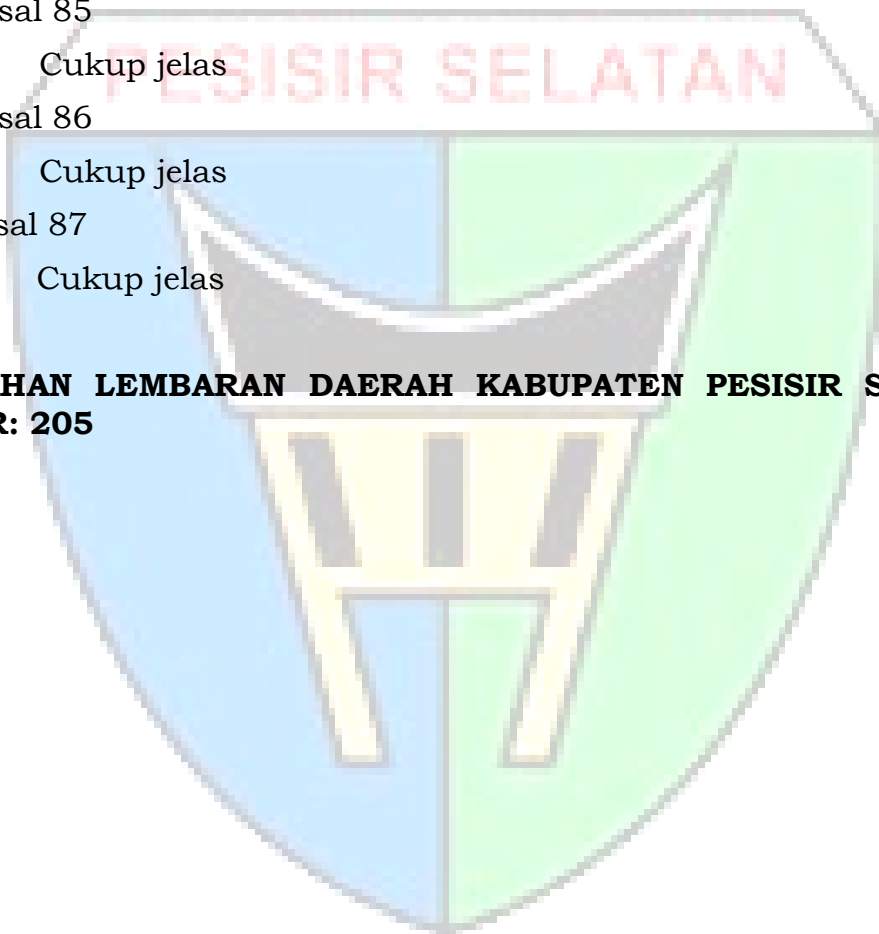 sal 85
PESISIR SELATAN
Cukup jelas
sal 86
Cukup jelas
sal 87
Cukup jelas
HAN LEMBARAN DAERAH KABUPATEN PESISIR S
R: 205